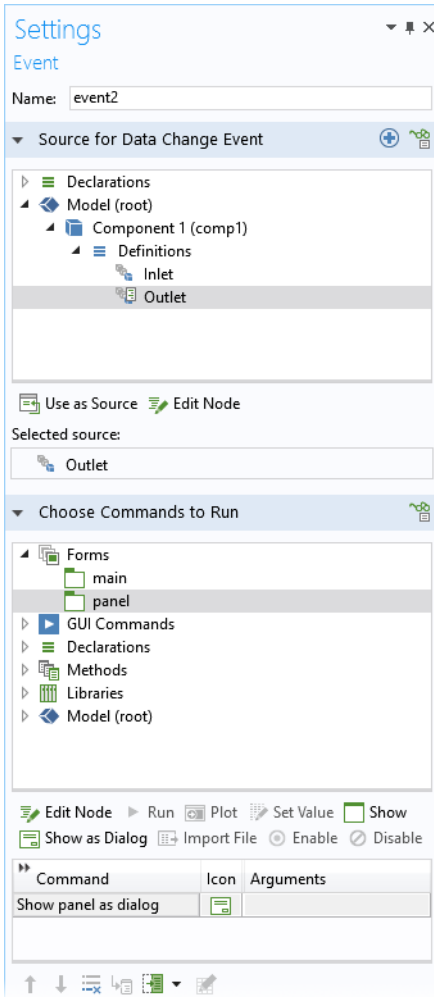 Settings
Event
Name: event2
Source for Data Change Event
Declarations
Model (root)
Component 1 (comp1)
Definitions
Inlet
Outlet
Use as Source Edit Node
Selected source:
Outlet
Choose Commands to Run
Forms
main
panel
GUI Commands
Declarations
Methods
Libraries
Model (root)
Edit Node Run Plot Set Value Show
Show as Dialog Import File Enable Disable
Command Icon Arguments
Show panel as dialog